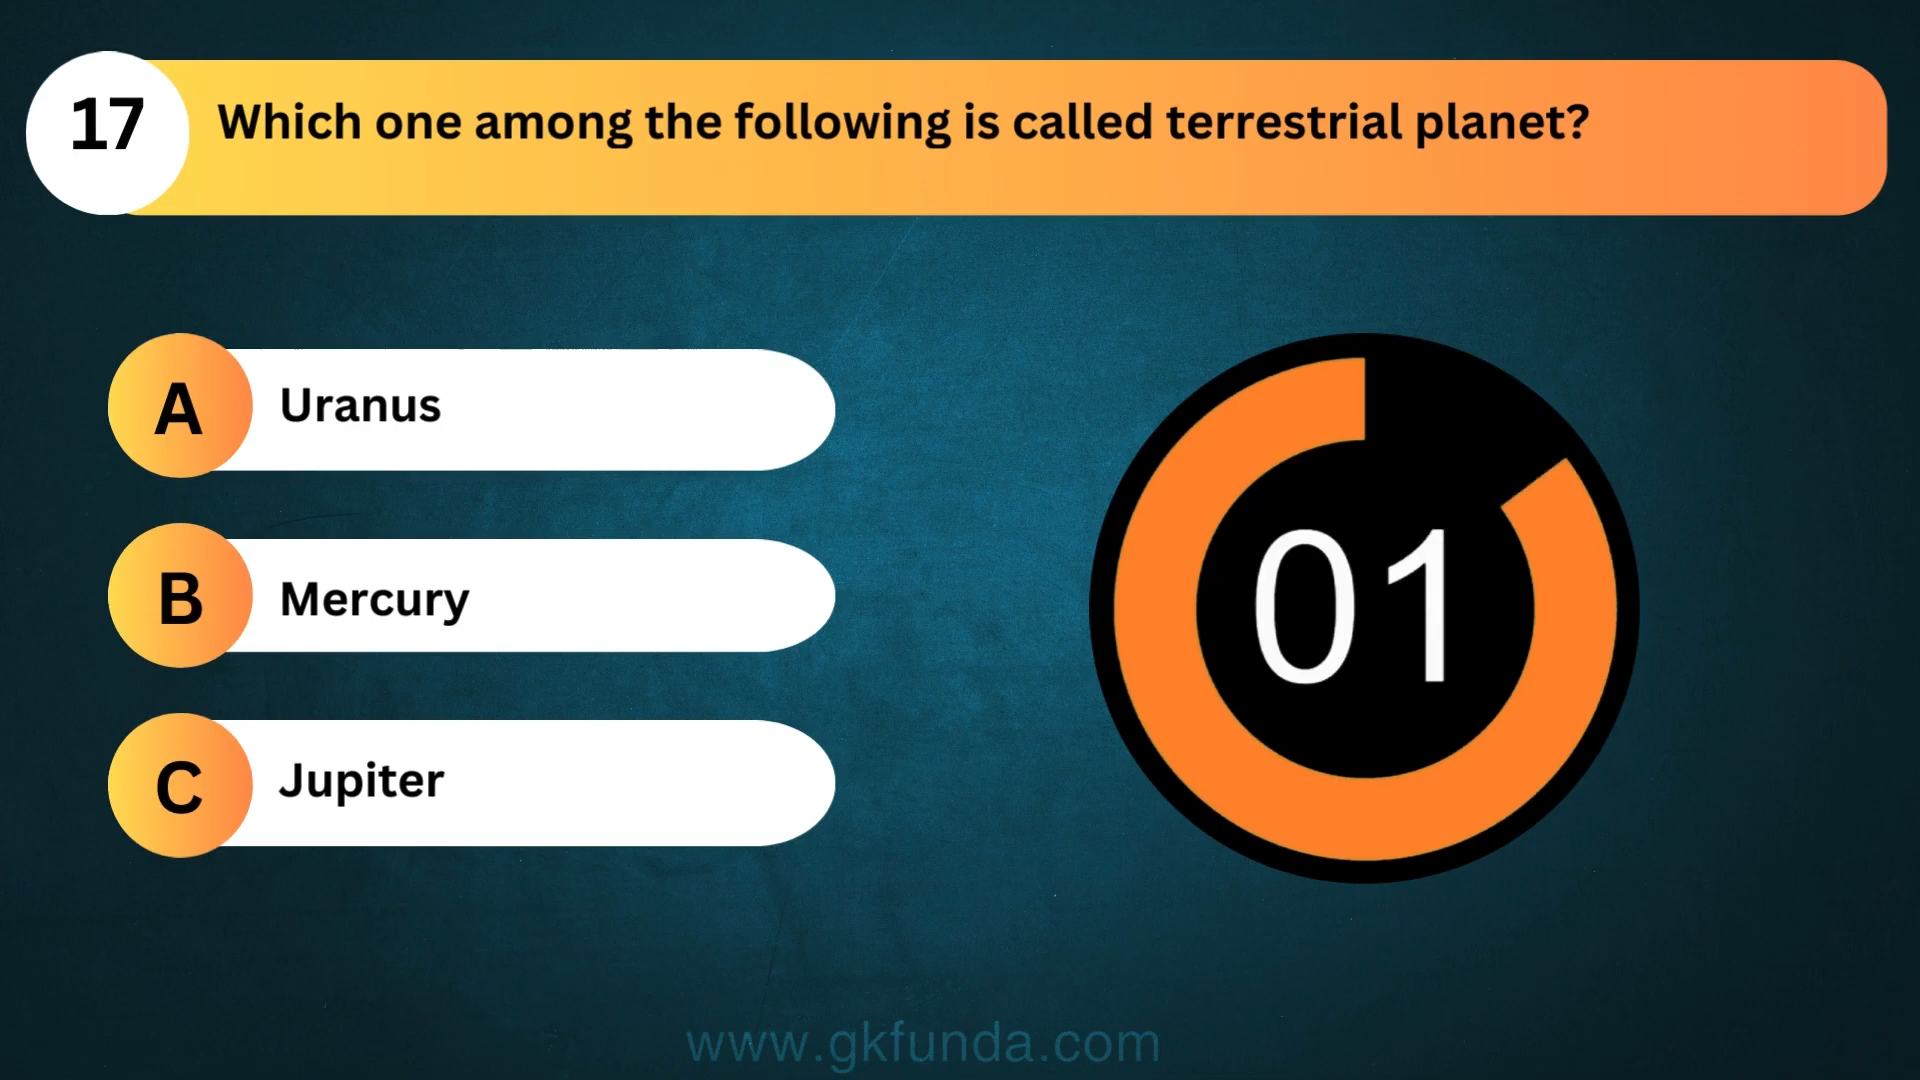 17
Which one among the following is called terrestrial planet?
A
Uranus
B
Mercury
C
Jupiter
01
www.gkfunda.com